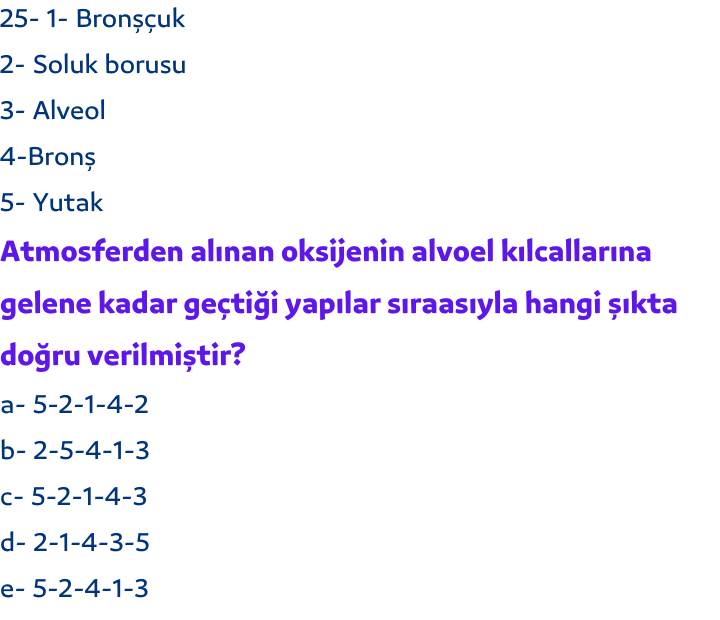 25- 1- Bronşçuk
2- Soluk borusu
3- Alveol
4-Bronş
5- Yutak
Atmosferden alınan oksijenin alvoel kılcallarına
gelene kadar geçtiği yapılar sıraasıyla hangi şıkta
doğru verilmiştir?
a- 5-2-1-4-2
b- 2-5-4-1-3
c- 5-2-1-4-3
d- 2-1-4-3-5
e- 5-2-4-1-3